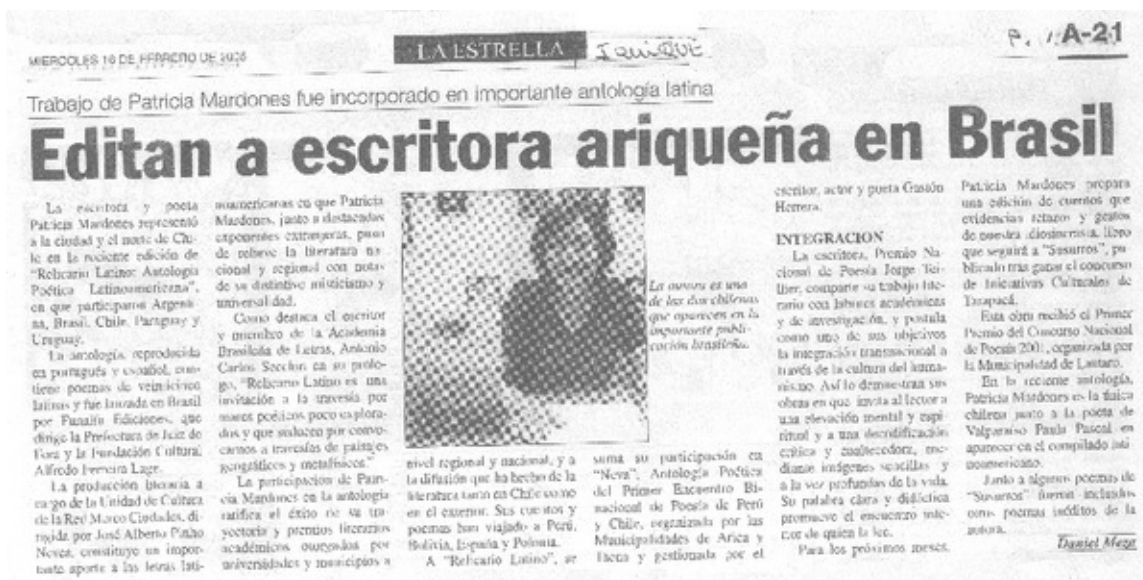 MIERCOLES 16 DE FEBRERO DE 2005
LA ESTRELLA
IQUIQUE
P.
A-21
Trabajo de Patricia Mardones fue incorporado en importante antología latina
Editan a escritora ariqueña en Brasil
La escritora y poeta
Patricia Mardones representó
a la ciudad y el norte de Chi-
le en la reciente edición de
"Relicario Latino: Antología
Poética Latinoamericana",
en que participaron Argenti-
na, Brasil, Chile, Paraguay y
Uruguay.
La antología, reproducida
en portugués y español, con-
tiene poemas de veinticinco
latinas y fue lanzada en Brasil
por Funalfa Ediciones, que
dirige la Prefectura de Juiz de
Fora y la Fundación Cultural
Alfredo Ferreira Lage.
La producción literaria a
cargo de la Unidad de Cultura
de la Red Merco Ciudades, di-
rigida por José Alberto Pinho
Neves, constituye un impor-
tante aporte a las letras lati-
noamericanas en que Patricia
Mardones, junto a destacadas
exponentes extranjeras, pone
de relieve la literatura na-
cional y regional con notas
de su distintivo misticismo y
universalidad.
Como destaca el escritor
y miembro de la Academia
Brasileña de Letras, Antonio
Carlos Secchin en su prólo-
go, "Relicario Latino es una
invitación a la travesía por
mares poéticos poco explora-
dos y que seducen por convo-
carnos a travesías de paisajes
geográficos y metafísicos."
La participación de Patri-
cia Mardones en la antología
ratifica el éxito de su tra-
yectoria y premios literarios
académicos otorgados por
universidades y municipios a
nivel regional y nacional, y a
la difusión que ha hecho de la
literatura tanto en Chile como
en el exterior. Sus cuentos y
poemas han viajado a Perú,
Bolivia, España y Polonia.
A "Relicario Latino", se
La autora es una
de las dos chilenas
que aparecen en la
importante publi-
cación brasileña.
suma su participación en
"Neva", Antología Poética
del Primer Encuentro Bi-
nacional de Poesía de Perú
y Chile, organizada por las
Municipalidades de Arica y
Tacna y gestionada por el
escritor, actor y poeta Gastón
Herrera.
INTEGRACION
La escritora, Premio Na-
cional de Poesía Jorge Tei-
llier, comparte su trabajo lite-
rario con labores académicas
y de investigación, y postula
como uno de sus objetivos
la integración transnacional a
través de la cultura del huma-
nismo. Así lo demuestran sus
obras en que invita al lector a
una elevación mental y espi-
ritual y a una decodificación
crítica y enaltecedora, me-
diante imágenes sencillas y
a la vez profundas de la vida.
Su palabra clara y didáctica
promueve el encuentro inte-
rior de quien la lee.
Para los próximos meses,
Patricia Mardones prepara
una edición de cuentos que
evidencias retazos y gestos
de nuestra idiosincrasia, libro
que seguirá a "Susurros", pu-
blicado tras ganar el concurso
de Iniciativas Culturales de
Tarapacá.
Esta obra recibió el Primer
Premio del Concurso Nacional
de Poesía 2001, organizada por
la Municipalidad de Lautaro.
En la reciente antología,
Patricia Mardones es la única
chilena junto a la poeta de
Valparaíso Paula Pascal en
aparecer en el compilado lati-
noamericano.
Junto a algunos poemas de
"Susurros" fueron incluidos
otros poemas inéditos de la
autora.
Daniel Meza